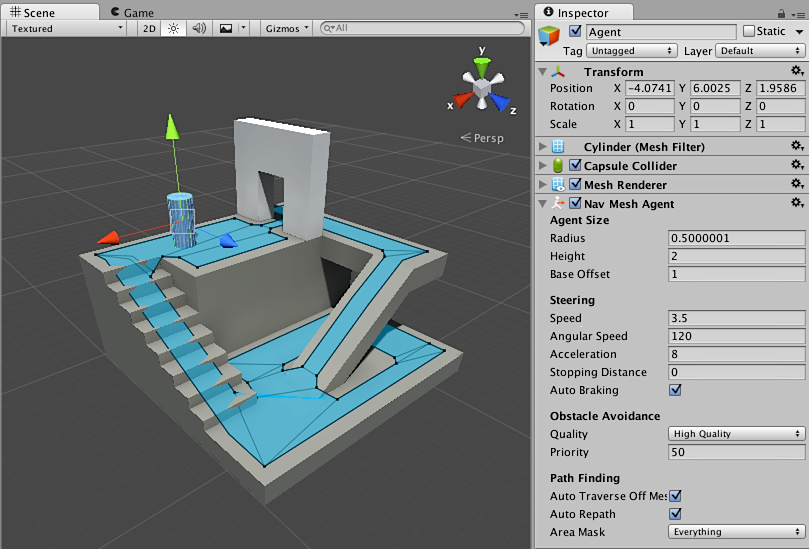 Scene Game
Textured 2D Gizmos All
y
x
z
Persp
Inspector
Agent Static
Tag Untagged Layer Default
Transform
Position X -4.0741 Y 6.0025 Z 1.9586
Rotation X 0 Y 0 Z 0
Scale X 1 Y 1 Z 1
Cylinder (Mesh Filter)
Capsule Collider
Mesh Renderer
Nav Mesh Agent
Agent Size
Radius 0.5000001
Height 2
Base Offset 1
Steering
Speed 3.5
Angular Speed 120
Acceleration 8
Stopping Distance 0
Auto Braking
Obstacle Avoidance
Quality High Quality
Priority 50
Path Finding
Auto Traverse Off Mes
Auto Repath
Area Mask Everything